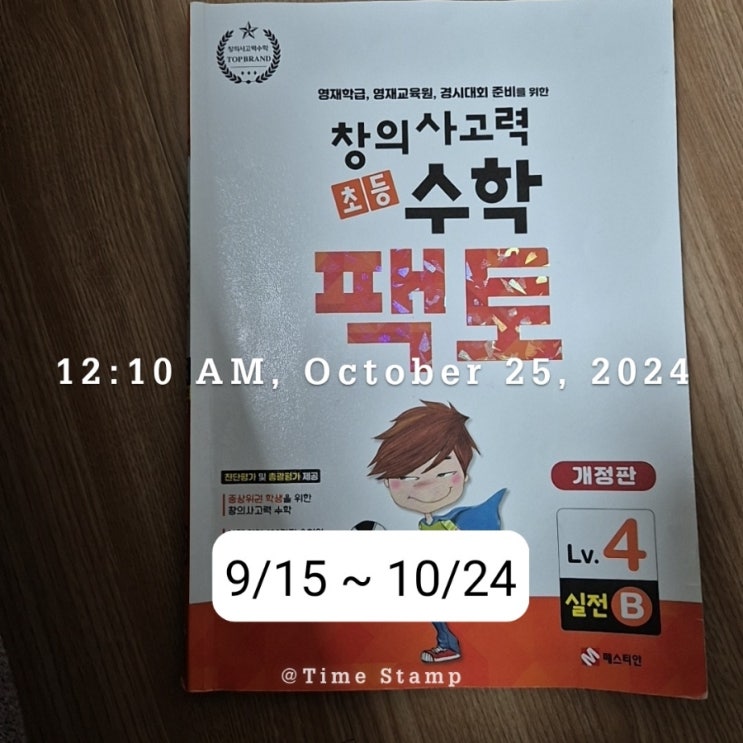 창의사고력수학
TOPBRAND
영재학급, 영재교육원, 경시대회 준비를 위한
창의사고력
초등 수학
팩토
12:10 AM, October 25, 2024
진단평가 및 총괄평가 제공
중상위권 학생을 위한
창의사고력 수학
개정판
Lv. 4
실전 B
9/15 ~ 10/24
매스티안
@Time Stamp